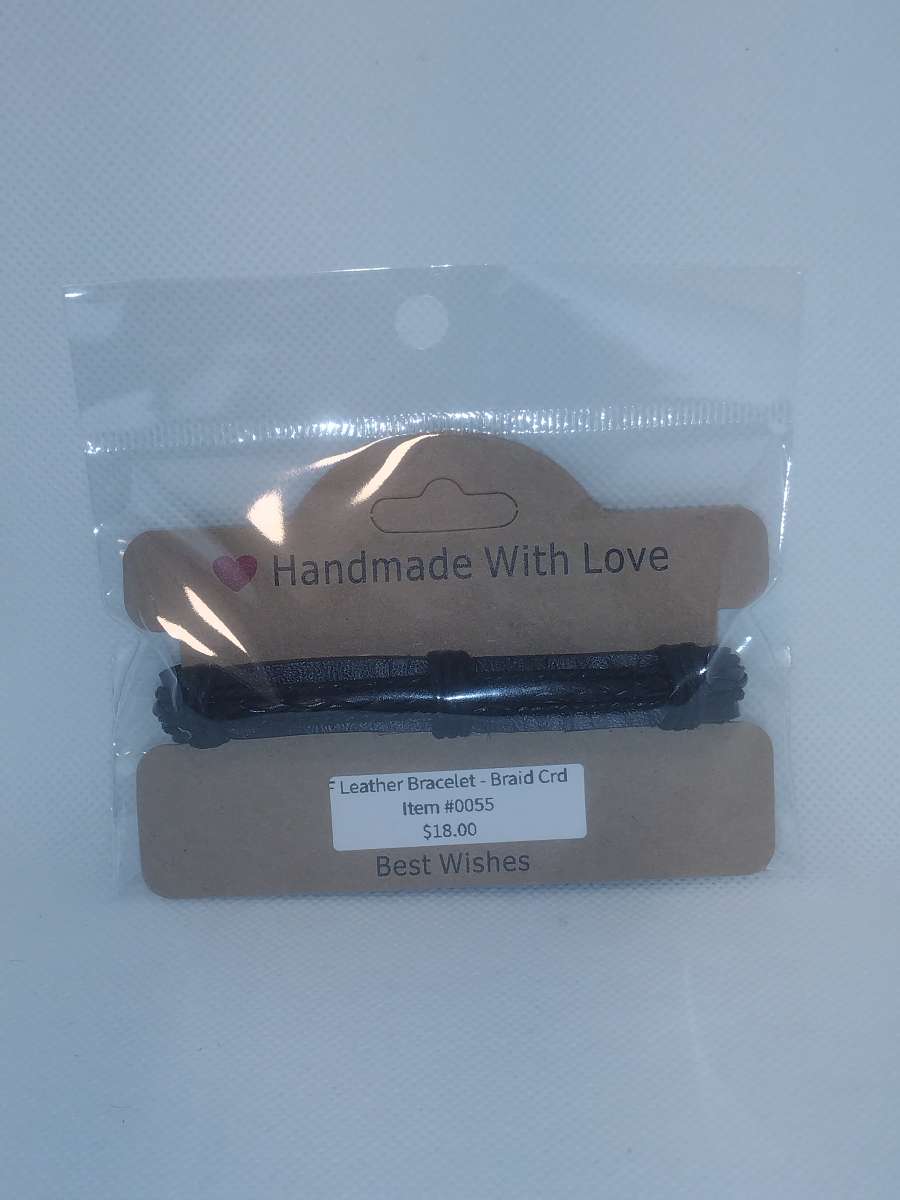 Handmade With Love
F Leather Bracelet - Braid Crd
Item #0055
$18.00
Best Wishes